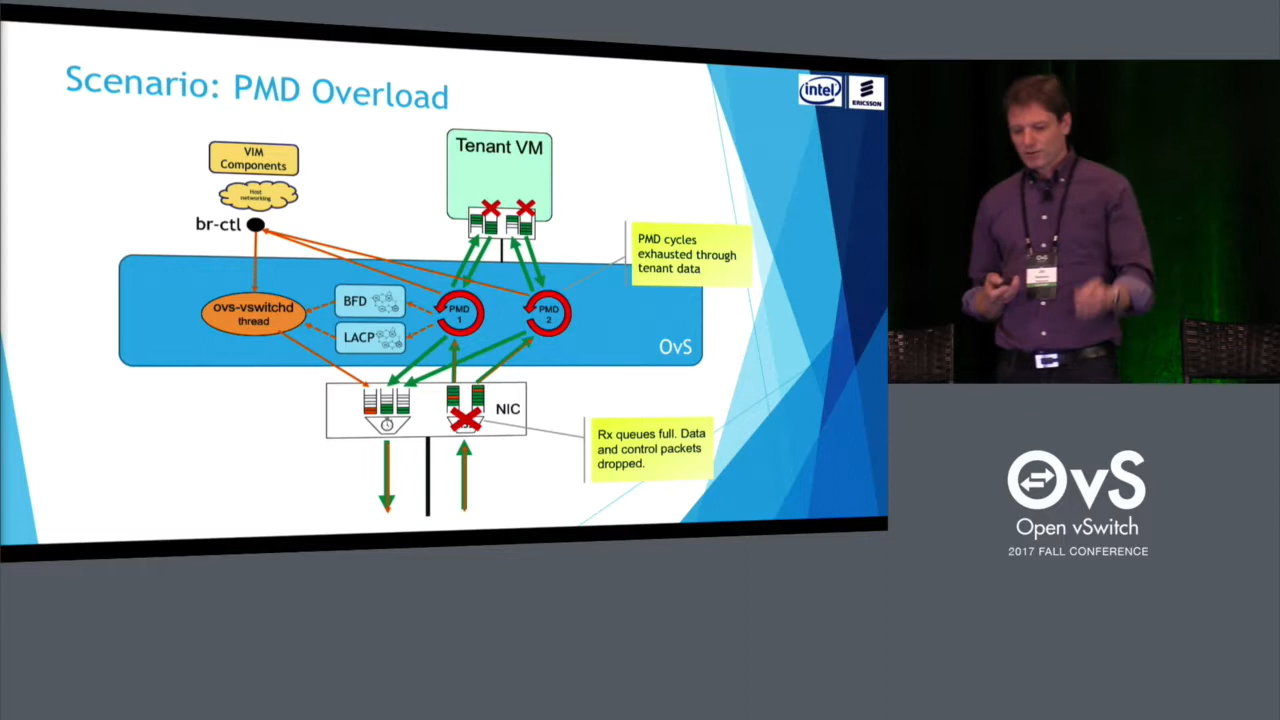 Scenario: PMD Overload
intel
ERICSSON
VIM
Components
Host
networking
br-ctl
Tenant VM
PMD cycles
exhausted through
tenant data
ovs-vswitchd
thread
BFD
LACP
PMD
1
PMD
2
OvS
NIC
Rx queues full. Data
and control packets
dropped.
OvS
Open vSwitch
2017 FALL CONFERENCE